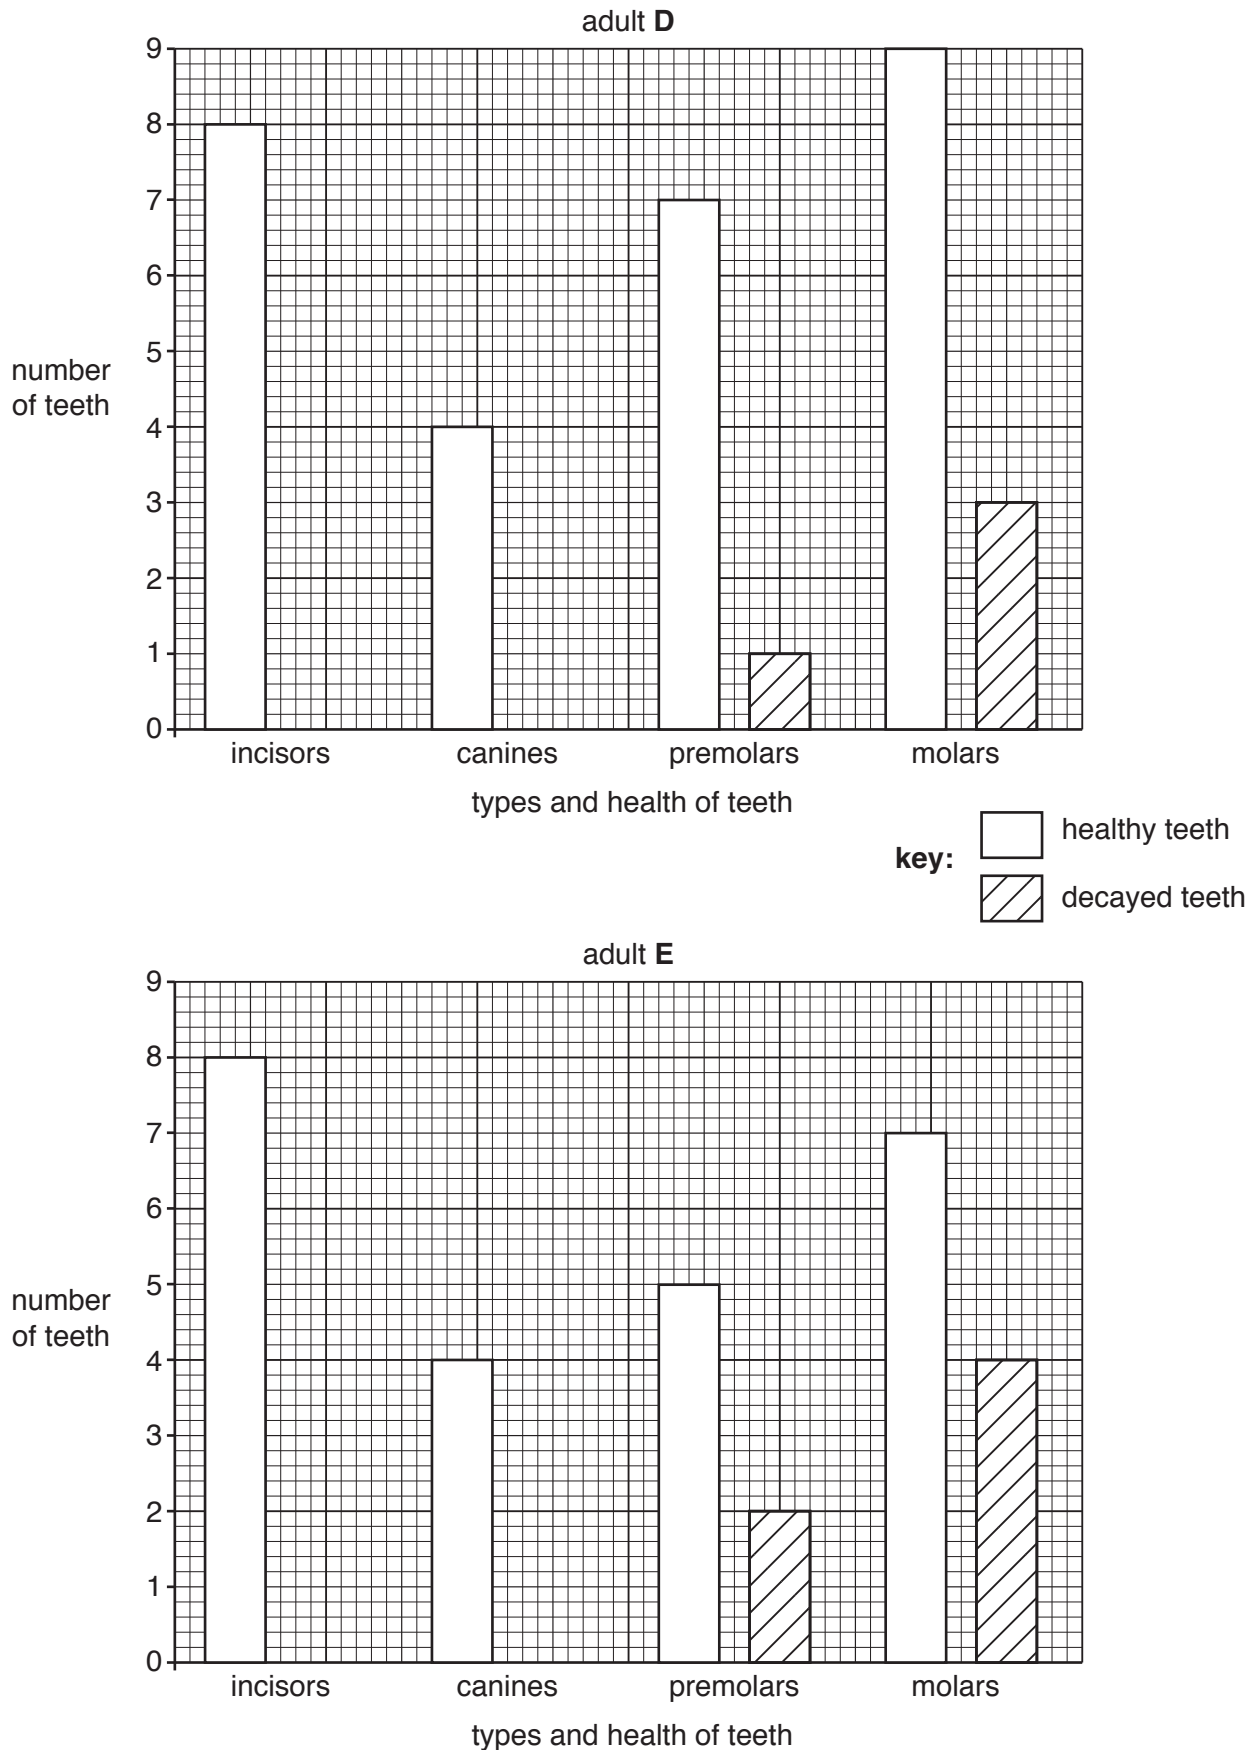 adult D
9
8
7
6
5
4
3
2
1
0
number
of teeth
incisors canines premolars molars
types and health of teeth
key:
healthy teeth
decayed teeth
adult E
9
8
7
6
5
4
3
2
1
0
number
of teeth
incisors canines premolars molars
types and health of teeth